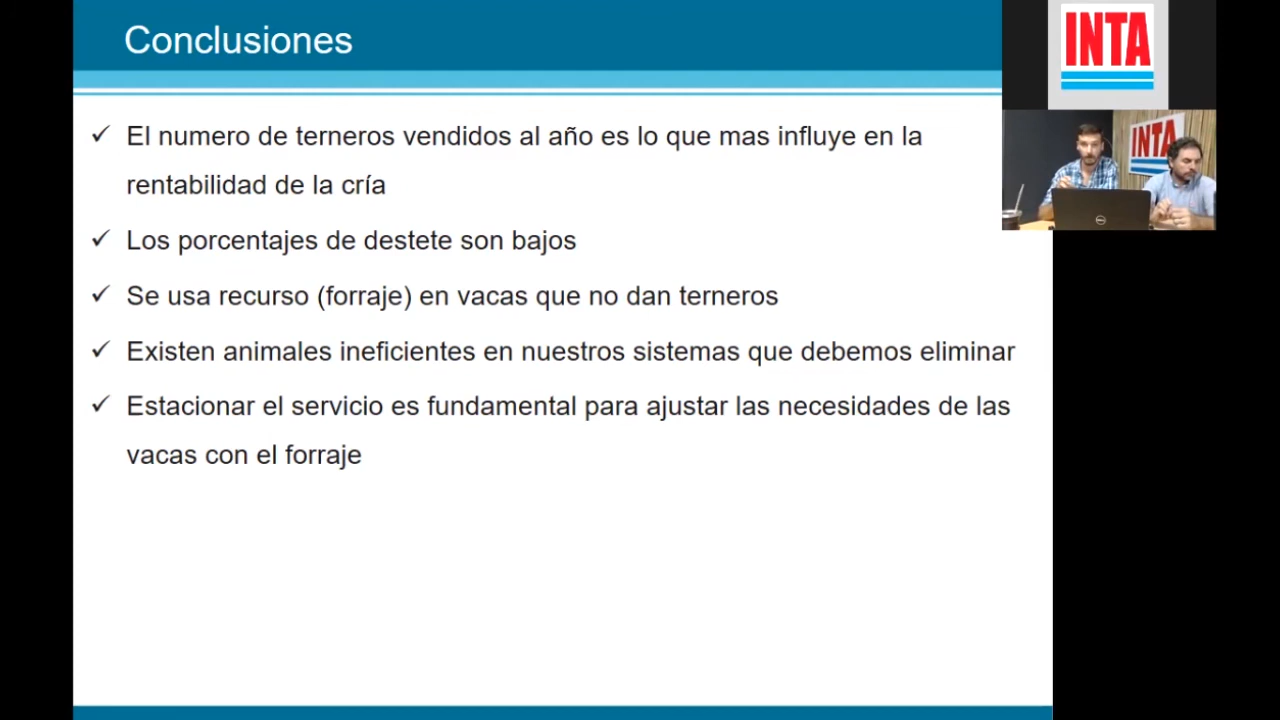 Conclusiones
INTA
INTA
El numero de terneros vendidos al año es lo que mas influye en la
rentabilidad de la cría
Los porcentajes de destete son bajos
Se usa recurso (forraje) en vacas que no dan terneros
Existen animales ineficientes en nuestros sistemas que debemos eliminar
Estacionar el servicio es fundamental para ajustar las necesidades de las
vacas con el forraje